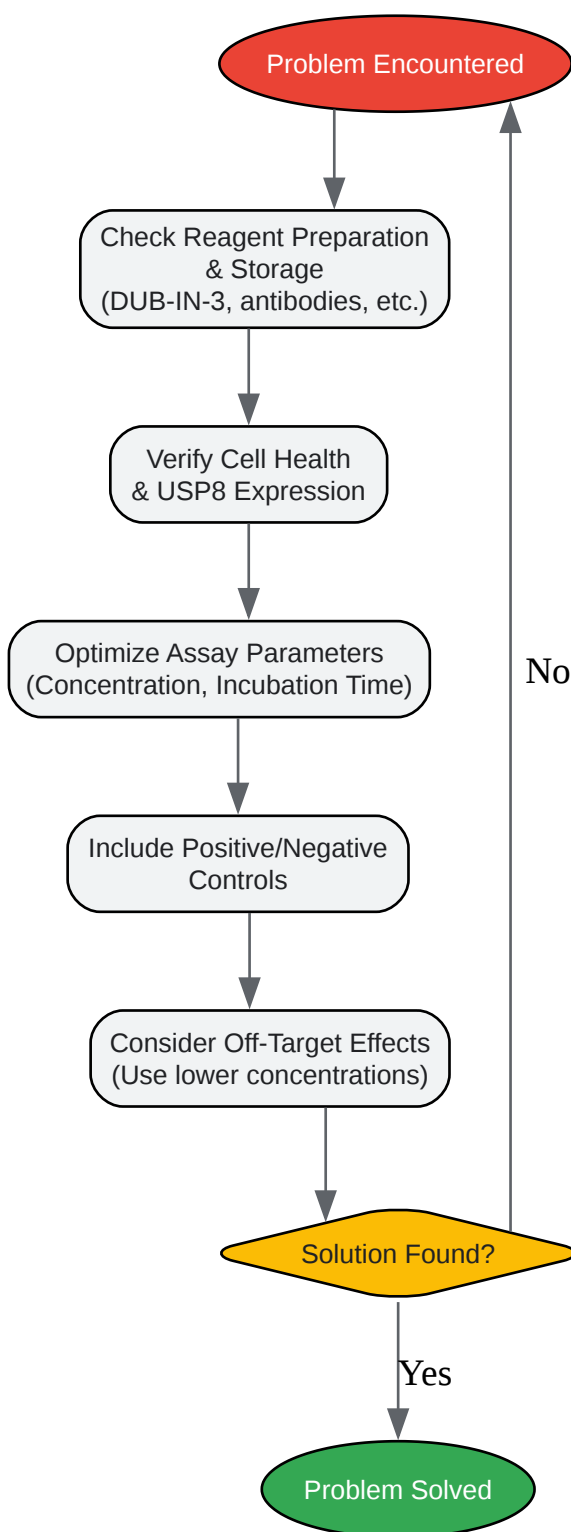 Problem Encountered
Check Reagent Preparation
& Storage
(DUB-IN-3, antibodies, etc.)
Verify Cell Health
& USP8 Expression
Optimize Assay Parameters
(Concentration, Incubation Time)
No
Include Positive/Negative
Controls
Consider Off-Target Effects
(Use lower concentrations)
Solution Found?
Yes
Problem Solved